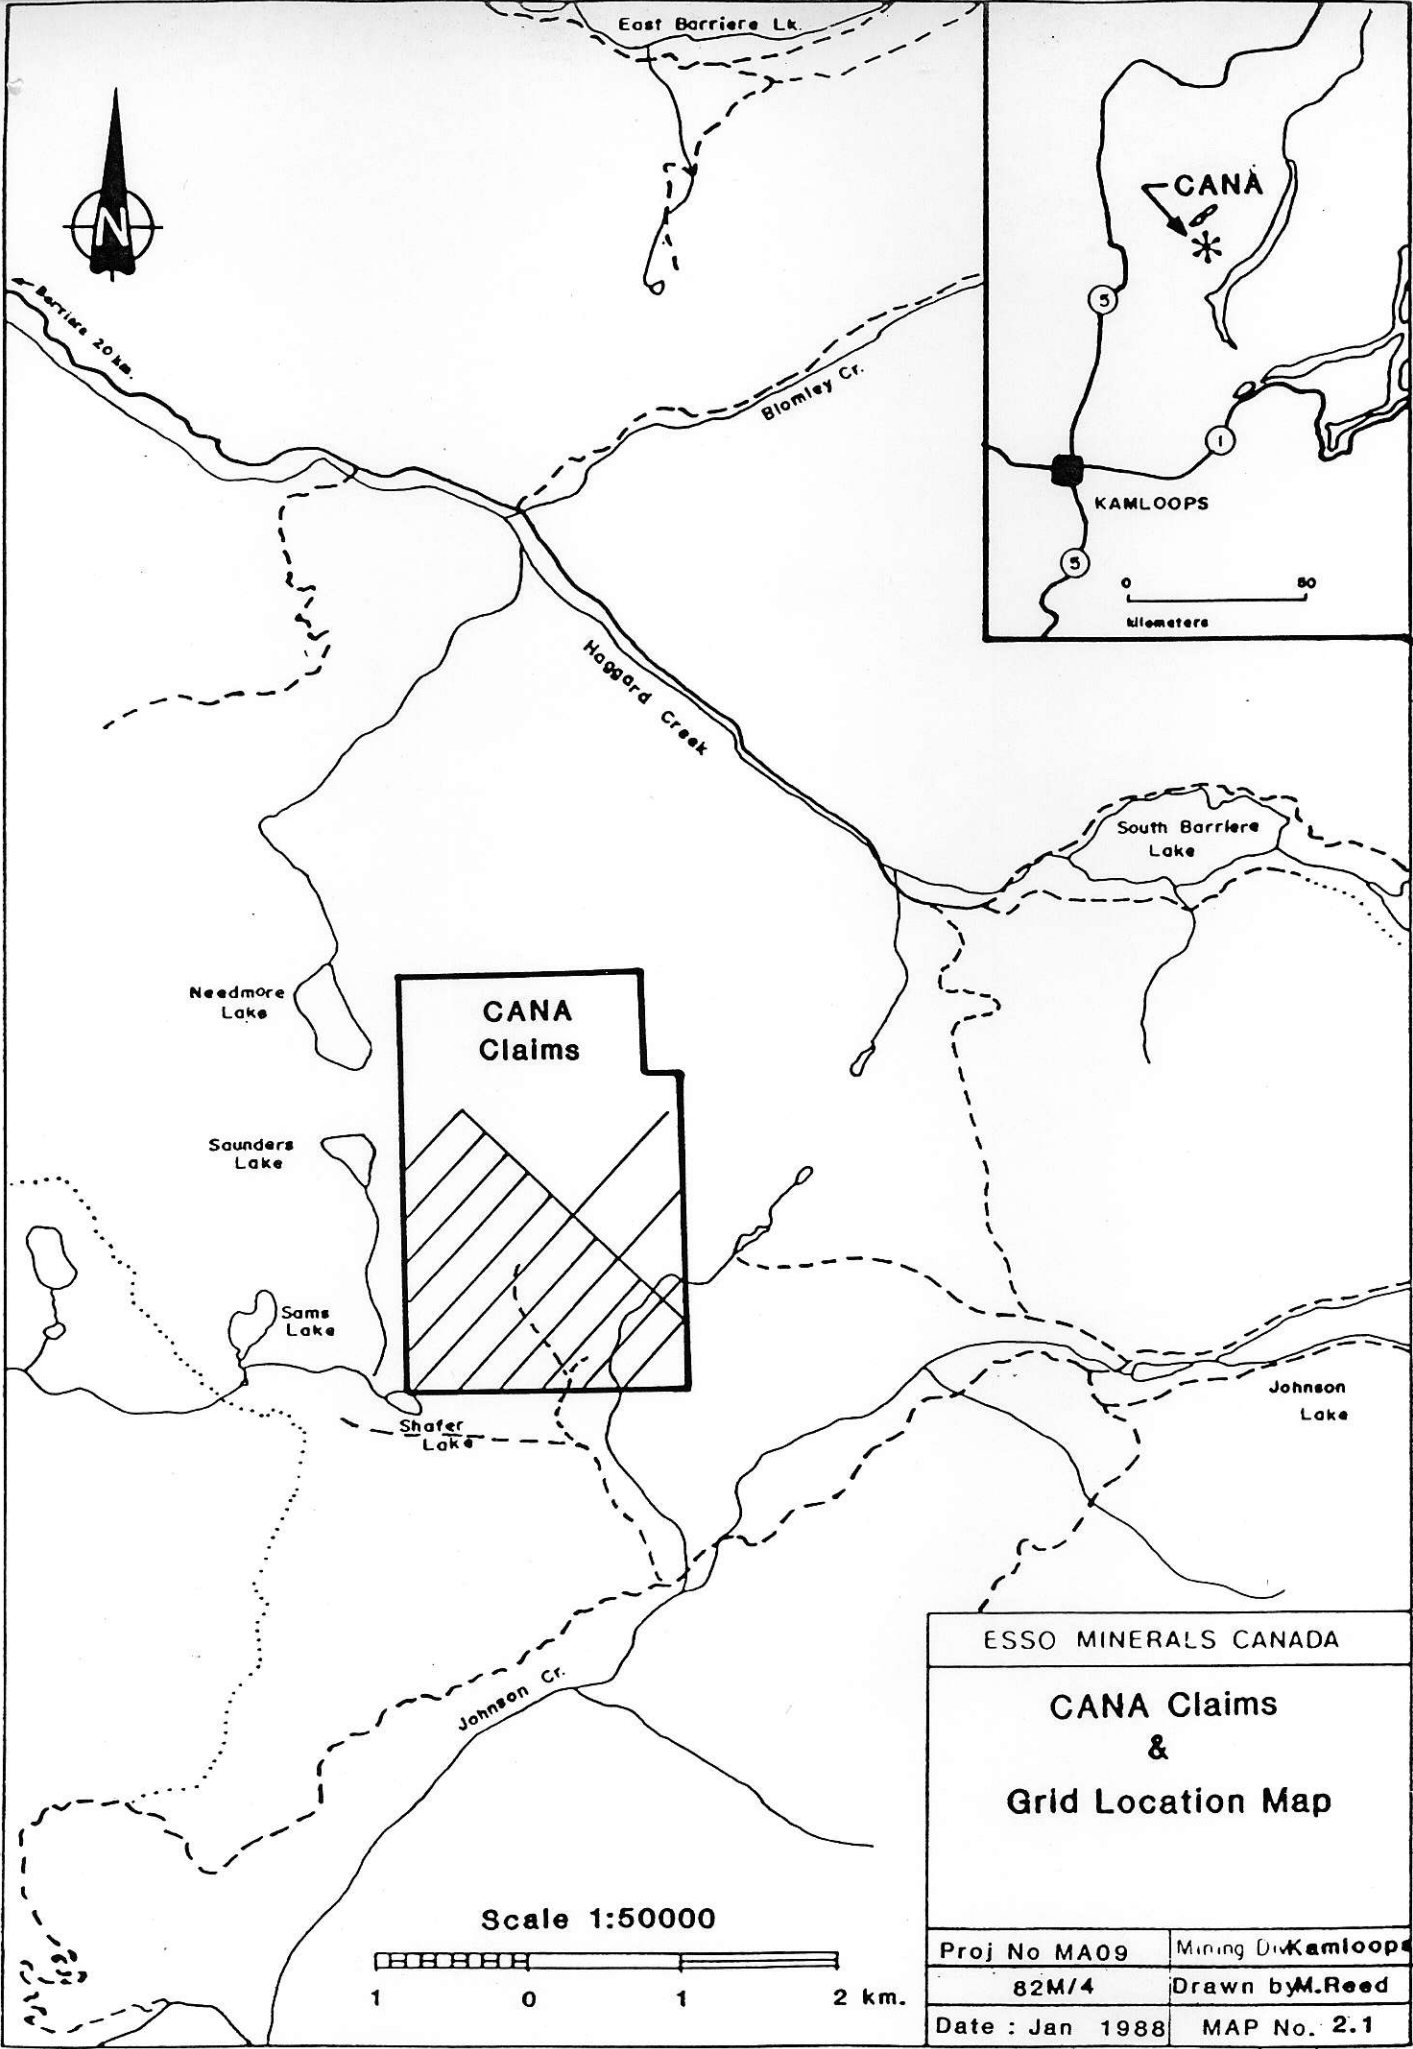 East Barriere Lk.
N
CANA
Barriere 20 km.
5
Blomley Cr.
1
KAMLOOPS
5
0 50
kilometers
Haggard Creek
South Barriere
Lake
Needmore
Lake
CANA
Claims
Saunders
Lake
Sams
Lake
Shafer
Lake
Johnson
Lake
Johnson Cr.
ESSO MINERALS CANADA
CANA Claims
&
Grid Location Map
Scale 1:50000
1 0 1 2 km.
Proj No MA09
Mining Div Kamloops
82M/4
Drawn by M.Reed
Date : Jan 1988
MAP No. 2.1